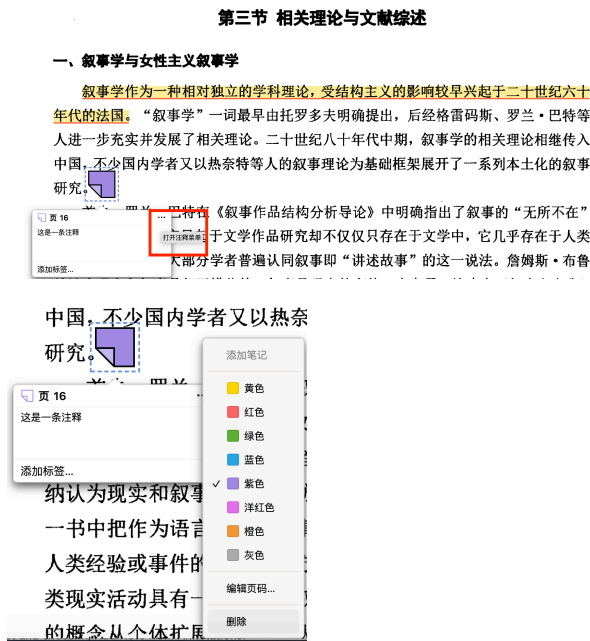 第三节 相关理论与文献综述
一、叙事学与女性主义叙事学
叙事学作为一种相对独立的学科理论，受结构主义的影响较早兴起于二十世纪六十
年代的法国。“叙事学”一词最早由托罗多夫明确提出，后经格雷码斯、罗兰·巴特等
人进一步充实并发展了相关理论。二十世纪八十年代中期，叙事学的相关理论相继传入
中国，不少国内学者又以热奈特等人的叙事理论为基础框架展开了一系列本土化的叙事
研究。
巴特在《叙事作品结构分析导论》中明确指出了叙事的“无所不在”
页 16
...
这是一条注释
打开注释菜单
起于文学作品研究却不仅仅只存在于文学中，它几乎存在于人类
添加标签...
大部分学者普遍认同叙事即“讲述故事”的这一说法。詹姆斯·布鲁
中国，不少国内学者又以热奈
研究。
页 16
这是一条注释
添加标签...
添加笔记
黄色
红色
绿色
蓝色
紫色
洋红色
橙色
灰色
编辑页码...
删除
纳认为现实和叙事
一书中把作为语言
人类经验或事件的
类现实活动具有一
的概念从个体扩展